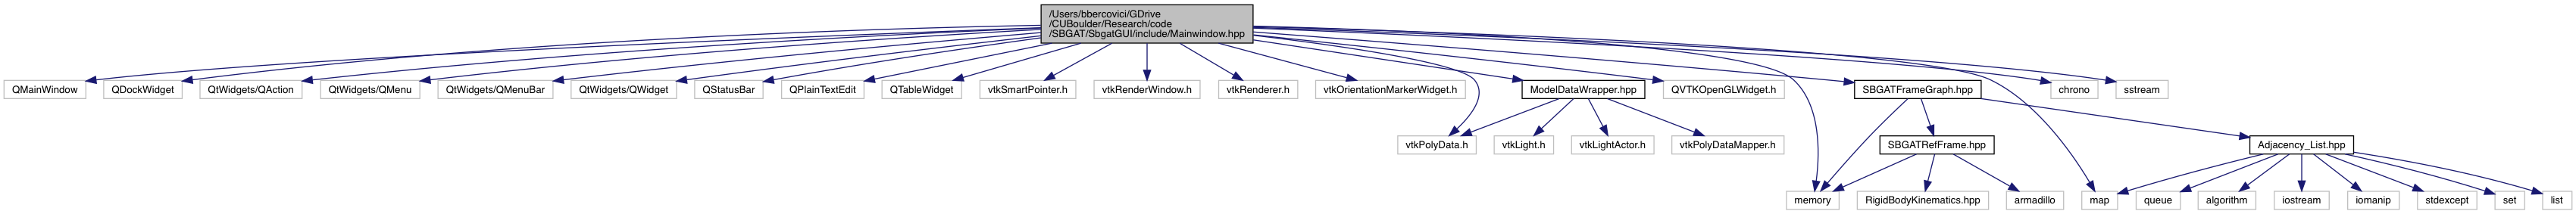 /Users/bbercovici/GDrive
/CUBoulder/Research/code
/SBGAT/SbgatGUI/include/Mainwindow.hpp
QMainWindow
QDockWidget
QtWidgets/QAction
QtWidgets/QMenu
QtWidgets/QMenuBar
QtWidgets/QWidget
QStatusBar
QPlainTextEdit
QTableWidget
vtkSmartPointer.h
vtkRenderWindow.h
vtkRenderer.h
vtkOrientationMarkerWidget.h
ModelDataWrapper.hpp
QVTKOpenGLWidget.h
SBGATFrameGraph.hpp
chrono
sstream
vtkPolyData.h
vtkLight.h
vtkLightActor.h
vtkPolyDataMapper.h
SBGATRefFrame.hpp
Adjacency_List.hpp
memory
RigidBodyKinematics.hpp
armadillo
map
queue
algorithm
iostream
iomanip
stdexcept
set
list